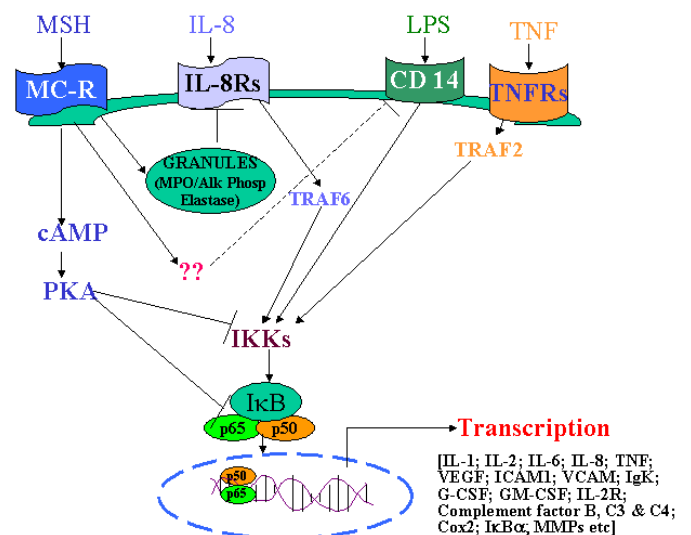 MSH
IL-8
LPS
TNF
MC-R
IL-8Rs
CD 14
TNFRs
GRANULES
(MPO/Alk Phosp
Elastase)
TRAF2
TRAF6
cAMP
??
PKA
IKKs
IκB
p65
p50
Transcription
p50
p65
[IL-1; IL-2; IL-6; IL-8; TNF;
VEGF; ICAM1; VCAM; IgK;
G-CSF; GM-CSF; IL-2R;
Complement factor B, C3 & C4;
Cox2; IκBα, MMPs etc]